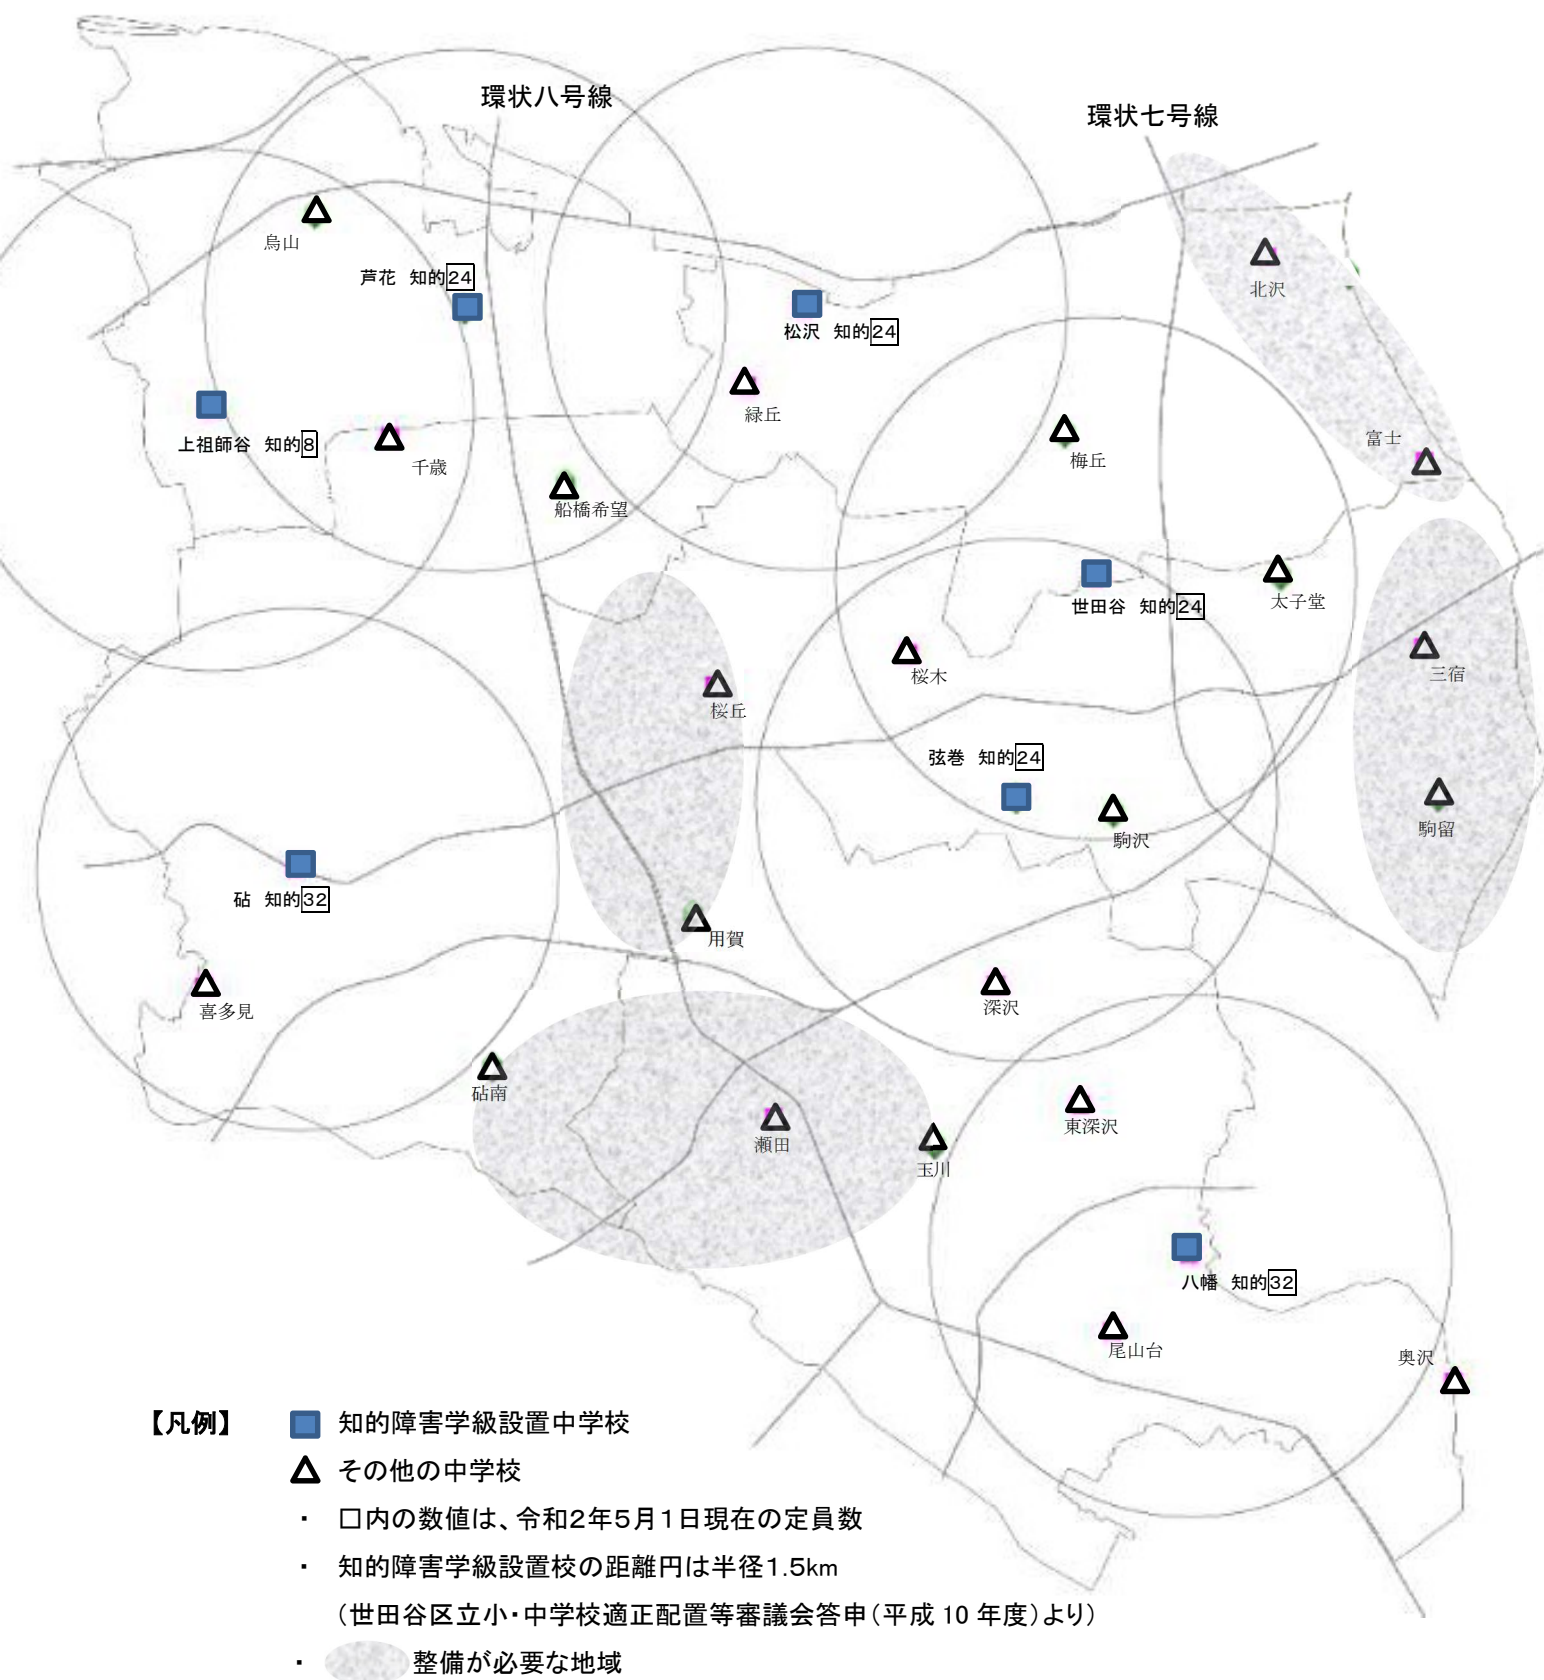 環状八号線
環状七号線
烏山
芦花 知的24
北沢
松沢 知的24
緑丘
上祖師谷 知的8
千歳
富士
梅丘
船橋希望
世田谷 知的24
太子堂
桜木
三宿
桜丘
弦巻 知的24
駒沢
駒留
砧 知的32
用賀
喜多見
深沢
砧南
東深沢
瀬田
玉川
八幡 知的32
尾山台
奥沢
【凡例】 知的障害学級設置中学校
その他の中学校
・ □内の数値は、令和2年5月1日現在の定員数
・ 知的障害学級設置校の距離円は半径1.5km
（世田谷区立小・中学校適正配置等審議会答申（平成 10 年度）より）
・ 整備が必要な地域